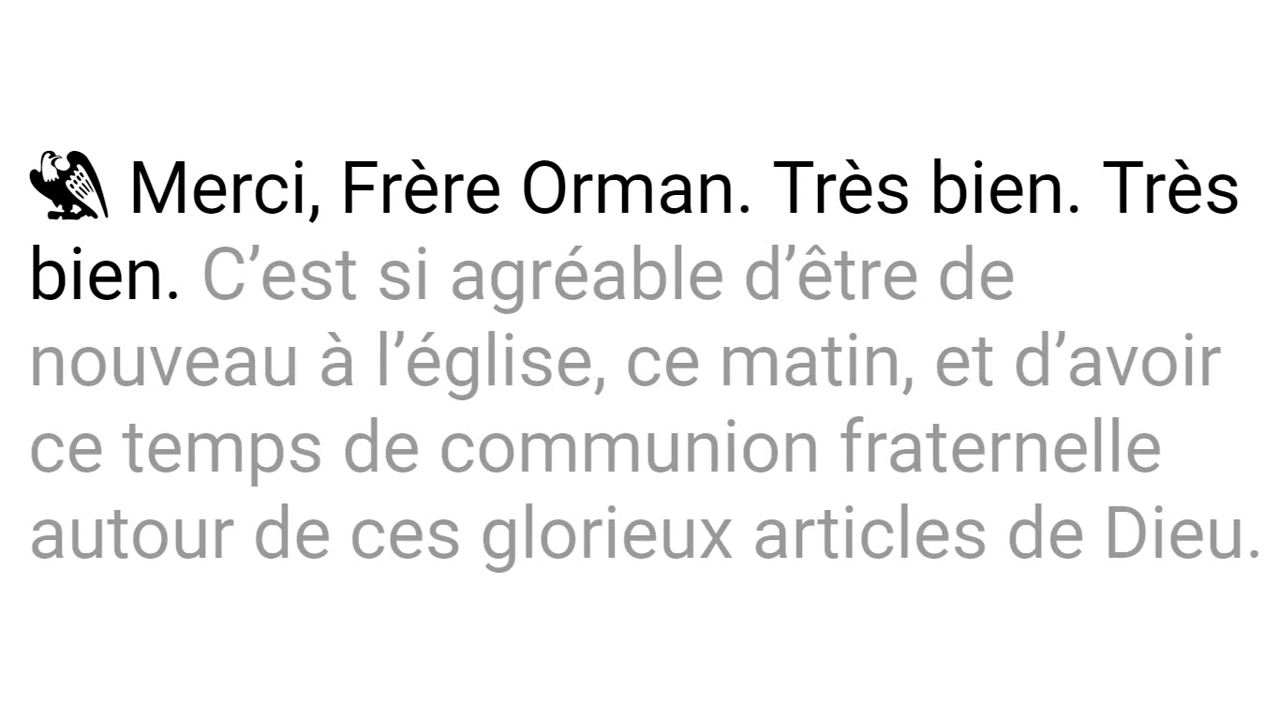 Merci, Frère Orman. Très bien. Très
bien. C’est si agréable d’être de
nouveau à l’église, ce matin, et d’avoir
ce temps de communion fraternelle
autour de ces glorieux articles de Dieu.